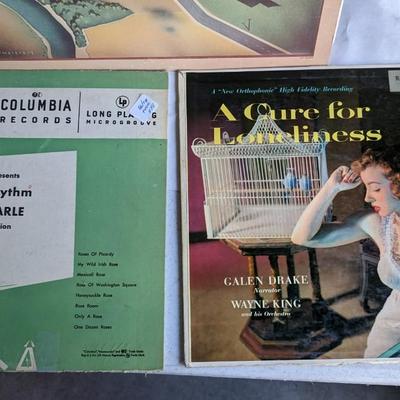 COLUMBIA
RECORDS
LP
LONG PLAYING
MICROGROOVE
esents
ythm
ARLE
ion
Roses Of Picardy
My Wild Irish Rose
Mexicali Rose
Rose Of Washington Square
Honeysuckle Rose
Rose Room
Only A Rose
One Dozen Roses
A "New Orthophonic" High Fidelity Recording
A Cure for
Loneliness
GALEN DRAKE
Narrator
WAYNE KING
and his Orchestra